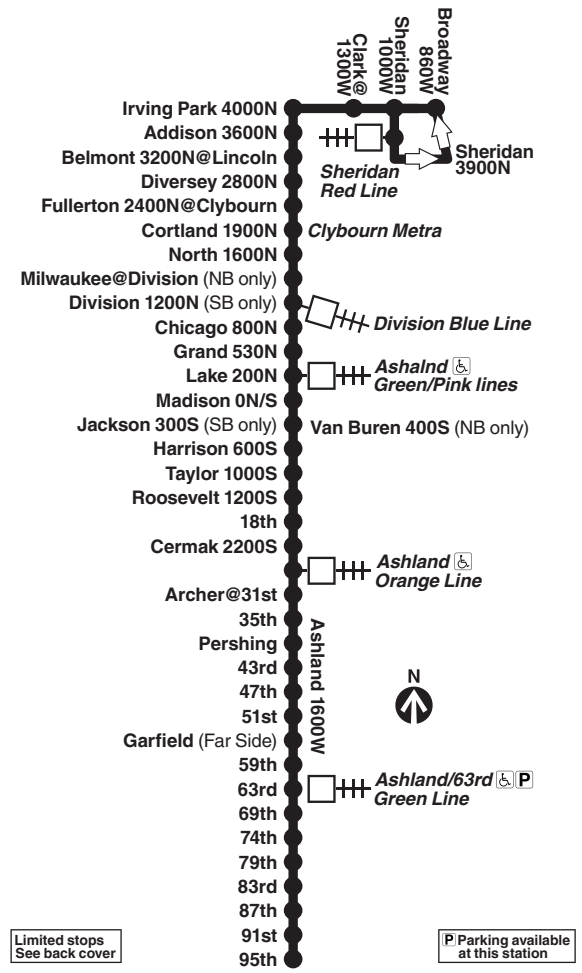 Clark@
1300W
Sheridan
1000W
Broadway
860W
Irving Park 4000N
Addison 3600N
Sheridan
3900N
Belmont 3200N@Lincoln
Sheridan
Red Line
Diversey 2800N
Fullerton 2400N@Clybourn
Cortland 1900N
Clybourn Metra
North 1600N
Milwaukee@Division (NB only)
Division 1200N (SB only)
Division Blue Line
Chicago 800N
Grand 530N
Lake 200N
Ashalnd
Green/Pink lines
Madison 0N/S
Jackson 300S (SB only)
Van Buren 400S (NB only)
Harrison 600S
Taylor 1000S
Roosevelt 1200S
18th
Cermak 2200S
Ashland
Orange Line
Archer@31st
35th
Ashland 1600W
Pershing
43rd
N
47th
51st
Garfield (Far Side)
59th
63rd
Ashland/63rd P
Green Line
69th
74th
79th
83rd
87th
91st
95th
Limited stops
See back cover
P Parking available
at this station